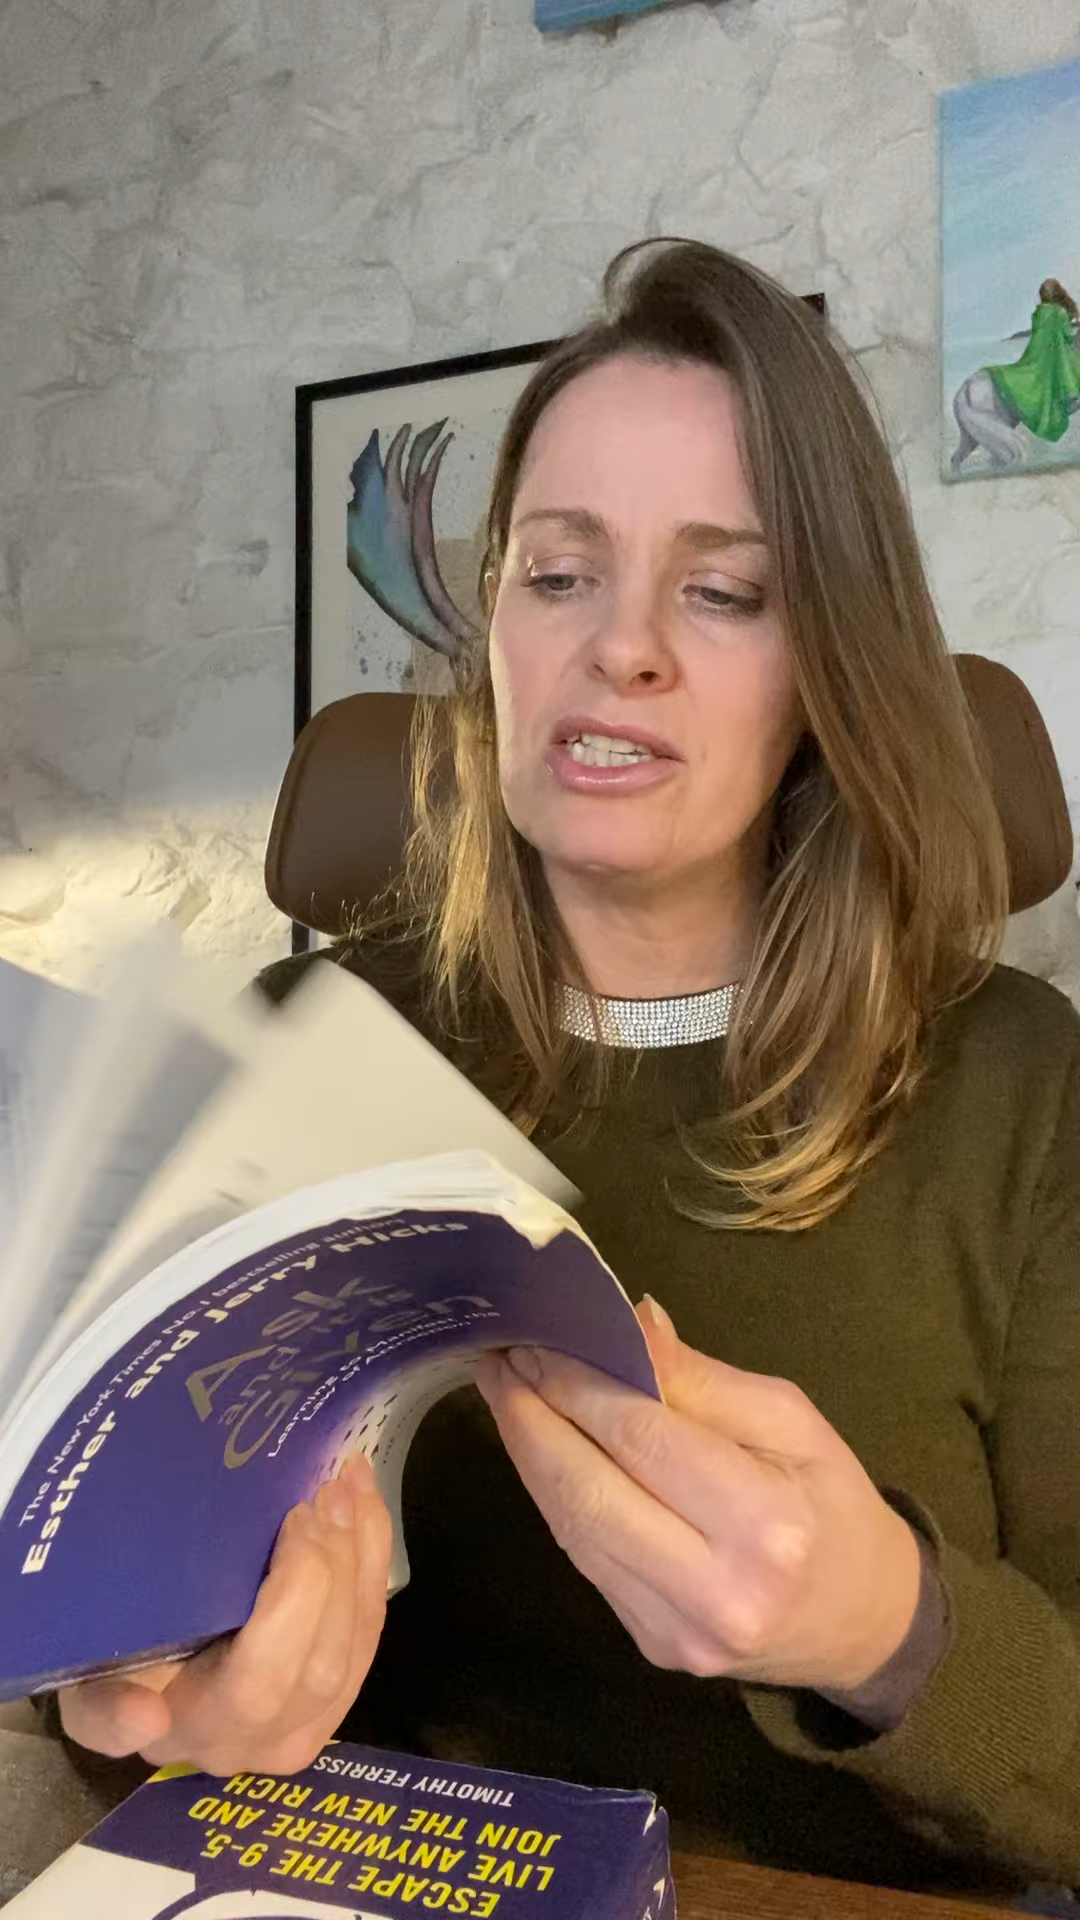 The New York Times No.1 bestselling authors
Esther and Jerry Hicks
Ask
and it is
Given
Learning to Manifest the
Law of Attraction
TIMOTHY FERRISS
ESCAPE THE 9-5,
LIVE ANYWHERE AND
JOIN THE NEW RICH